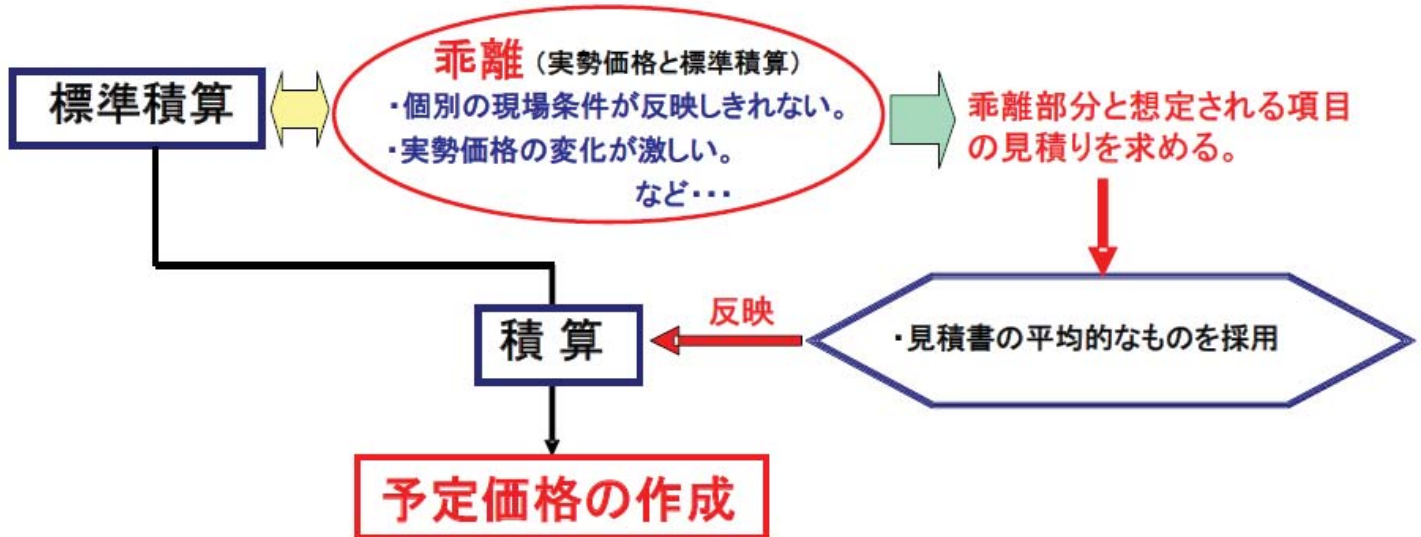 標準積算
乖離(実勢価格と標準積算)
・個別の現場条件が反映しきれない。
・実勢価格の変化が激しい。
など・・・
乖離部分と想定される項目
の見積りを求める。
・見積書の平均的なものを採用
反映
積 算
予定価格の作成